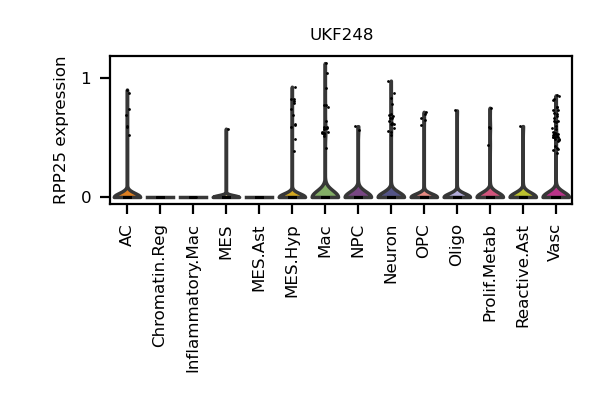 UKF248
RPP25 expression
1
0
AC
Chromatin.Reg
Inflammatory.Mac
MES
MES.Ast
MES.Hyp
Mac
NPC
Neuron
OPC
Oligo
Prolif.Metab
Reactive.Ast
Vasc